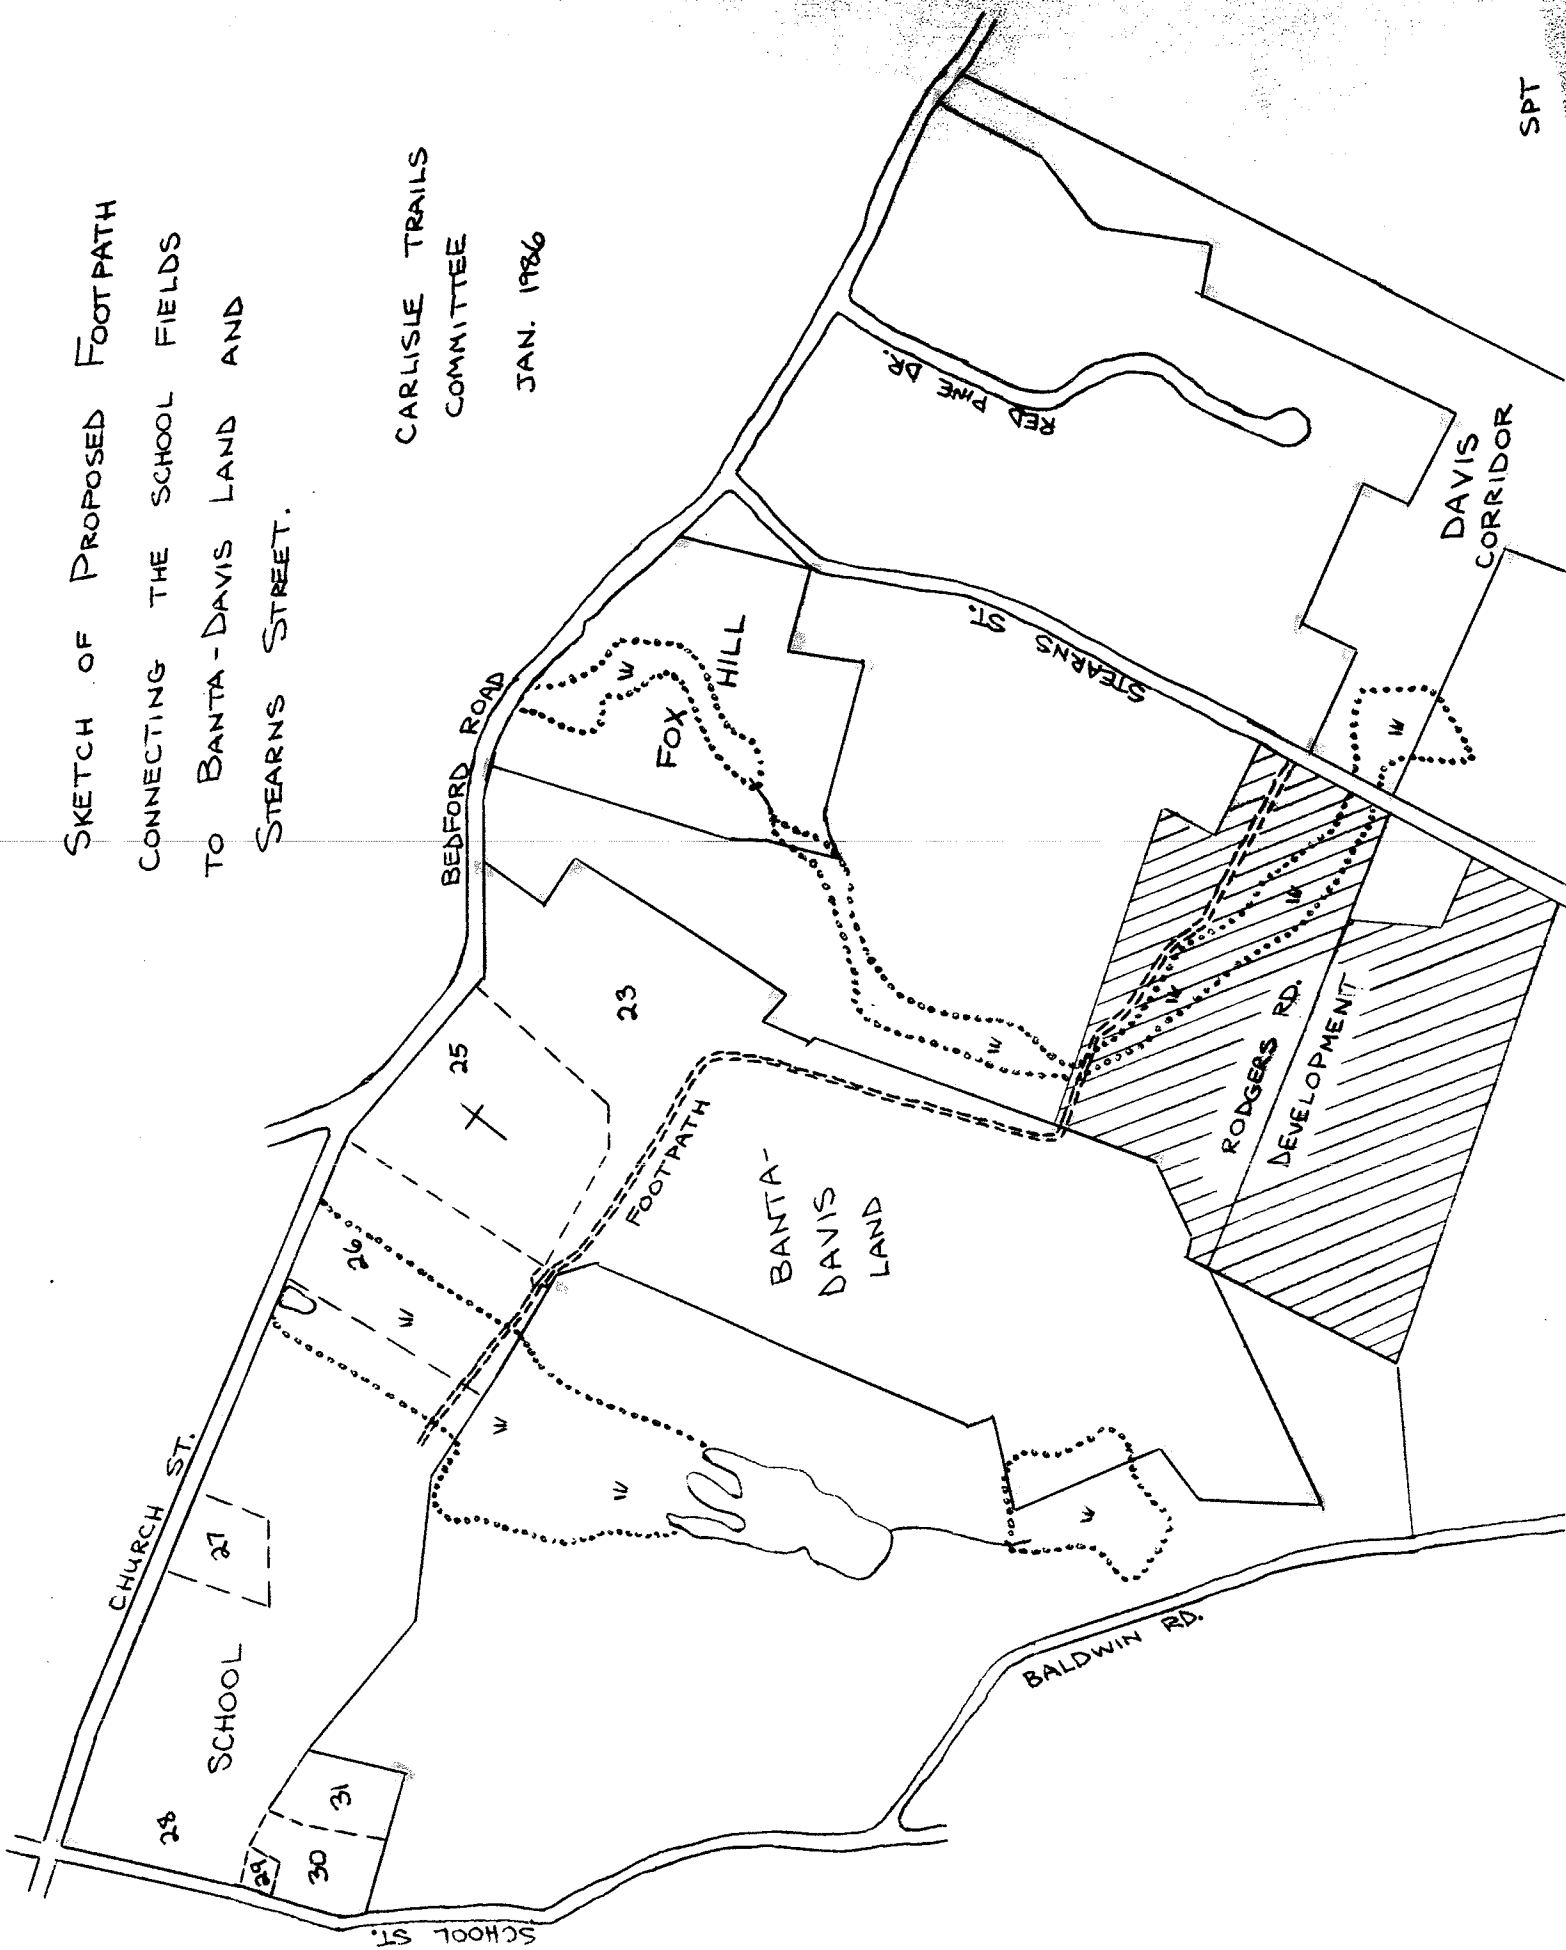 SKETCH OF PROPOSED FOOTPATH
CONNECTING THE SCHOOL FIELDS
TO BANTA-DAVIS LAND AND
STEARNS STREET.
CARLISLE TRAILS
COMMITTEE
JAN. 1986
CHURCH ST.
BEDFORD ROAD
SCHOOL ST.
SCHOOL
28
27
29
30
31
26
25
23
W
W
W
FOOTPATH
BANTA-
DAVIS
LAND
FOX
HILL
W
W
W
W
W
W
STEARNS ST.
RED PINE DR.
RODGERS RD.
DEVELOPMENT
DAVIS
CORRIDOR
BALDWIN RD.
SPT